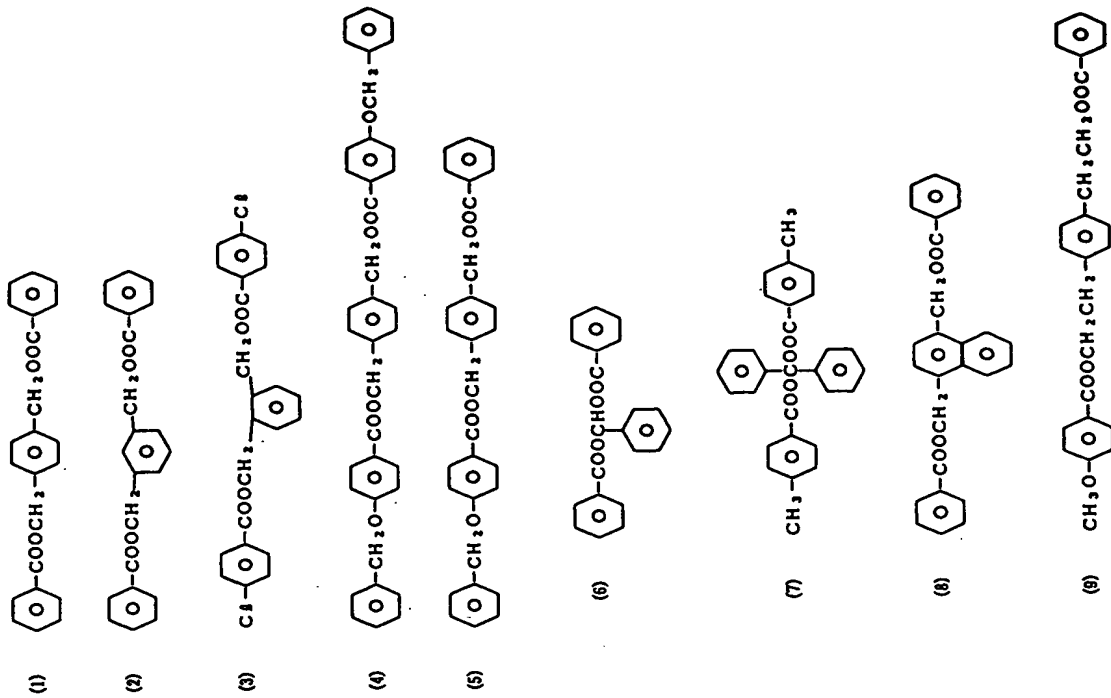 (1) -COOCH₂- -CH₂OOC-
(2) -COOCH₂- -CH₂OOC-
(3) Cℓ- -COOCH₂- CH₂OOC- -Cℓ
(4) -CH₂O- -COOCH₂- -CH₂OOC- -OCH₂-
(5) -CH₂O- -COOCH₂- -CH₂OOC-
(6) -COOCHOOC-
(7) CH₃- -COOCOOC- -CH₃
(8) -COOCH₂- -CH₂OOC-
(9) CH₃O- -COOCH₂CH₂- -CH₂CH₂OOC-